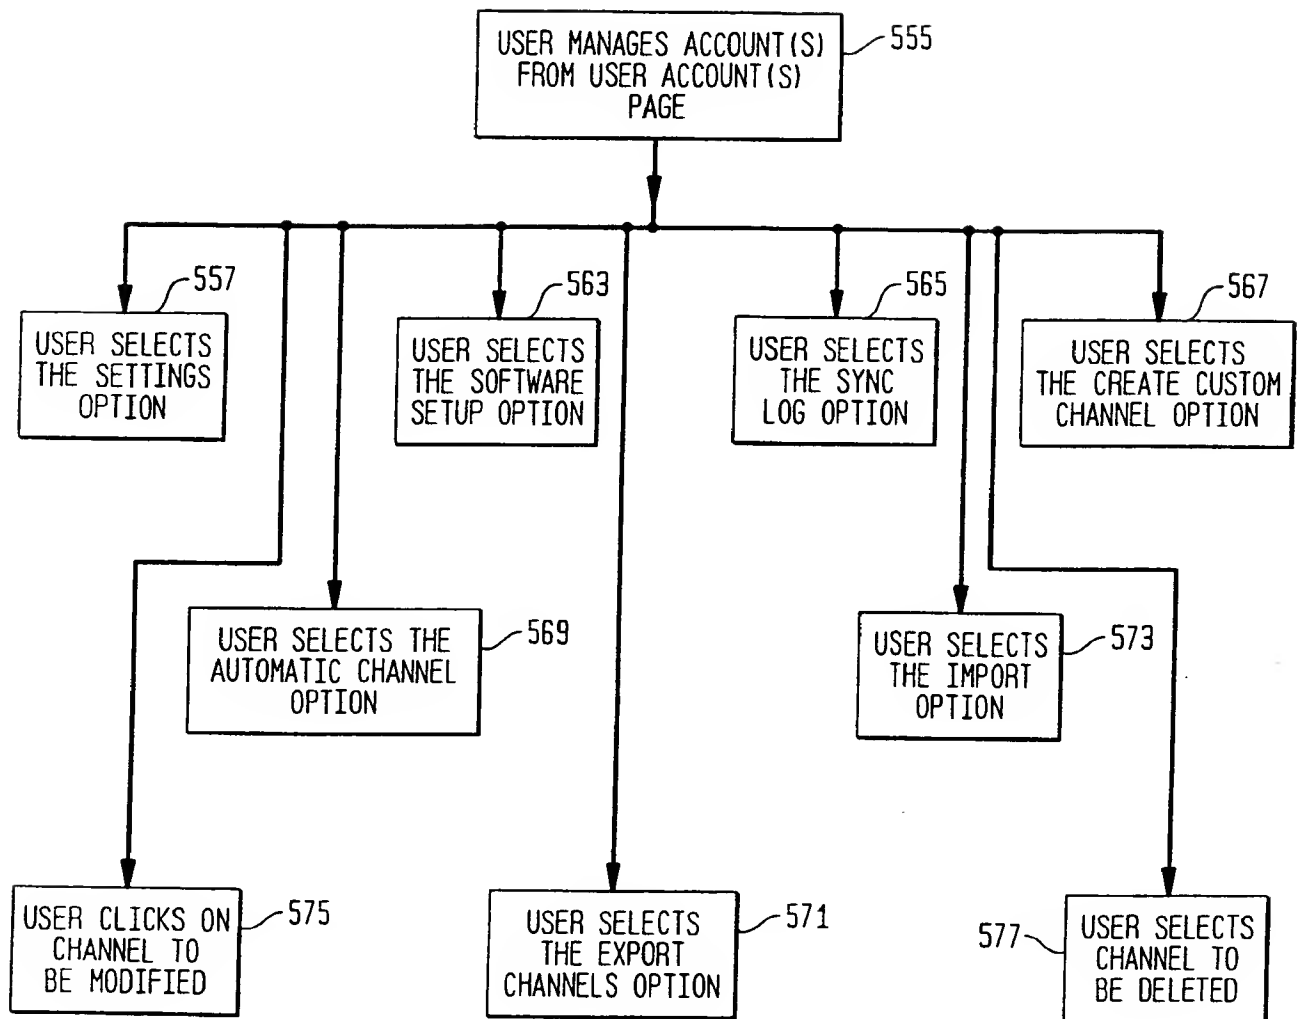 USER MANAGES ACCOUNT(S)
FROM USER ACCOUNT(S)
PAGE
555
557
USER SELECTS
THE SETTINGS
OPTION
563
USER SELECTS
THE SOFTWARE
SETUP OPTION
565
USER SELECTS
THE SYNC
LOG OPTION
567
USER SELECTS
THE CREATE CUSTOM
CHANNEL OPTION
USER SELECTS THE
AUTOMATIC CHANNEL
OPTION
569
USER SELECTS
THE IMPORT
OPTION
573
USER CLICKS ON
CHANNEL TO
BE MODIFIED
575
USER SELECTS
THE EXPORT
CHANNELS OPTION
571
577
USER SELECTS
CHANNEL TO
BE DELETED